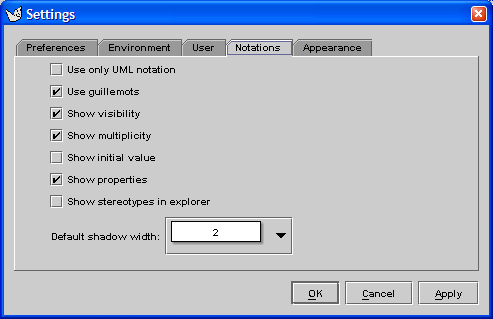 Settings
Preferences Environment User Notations Appearance
Use only UML notation
Use guillemots
Show visibility
Show multiplicity
Show initial value
Show properties
Show stereotypes in explorer
Default shadow width: 2
OK Cancel Apply